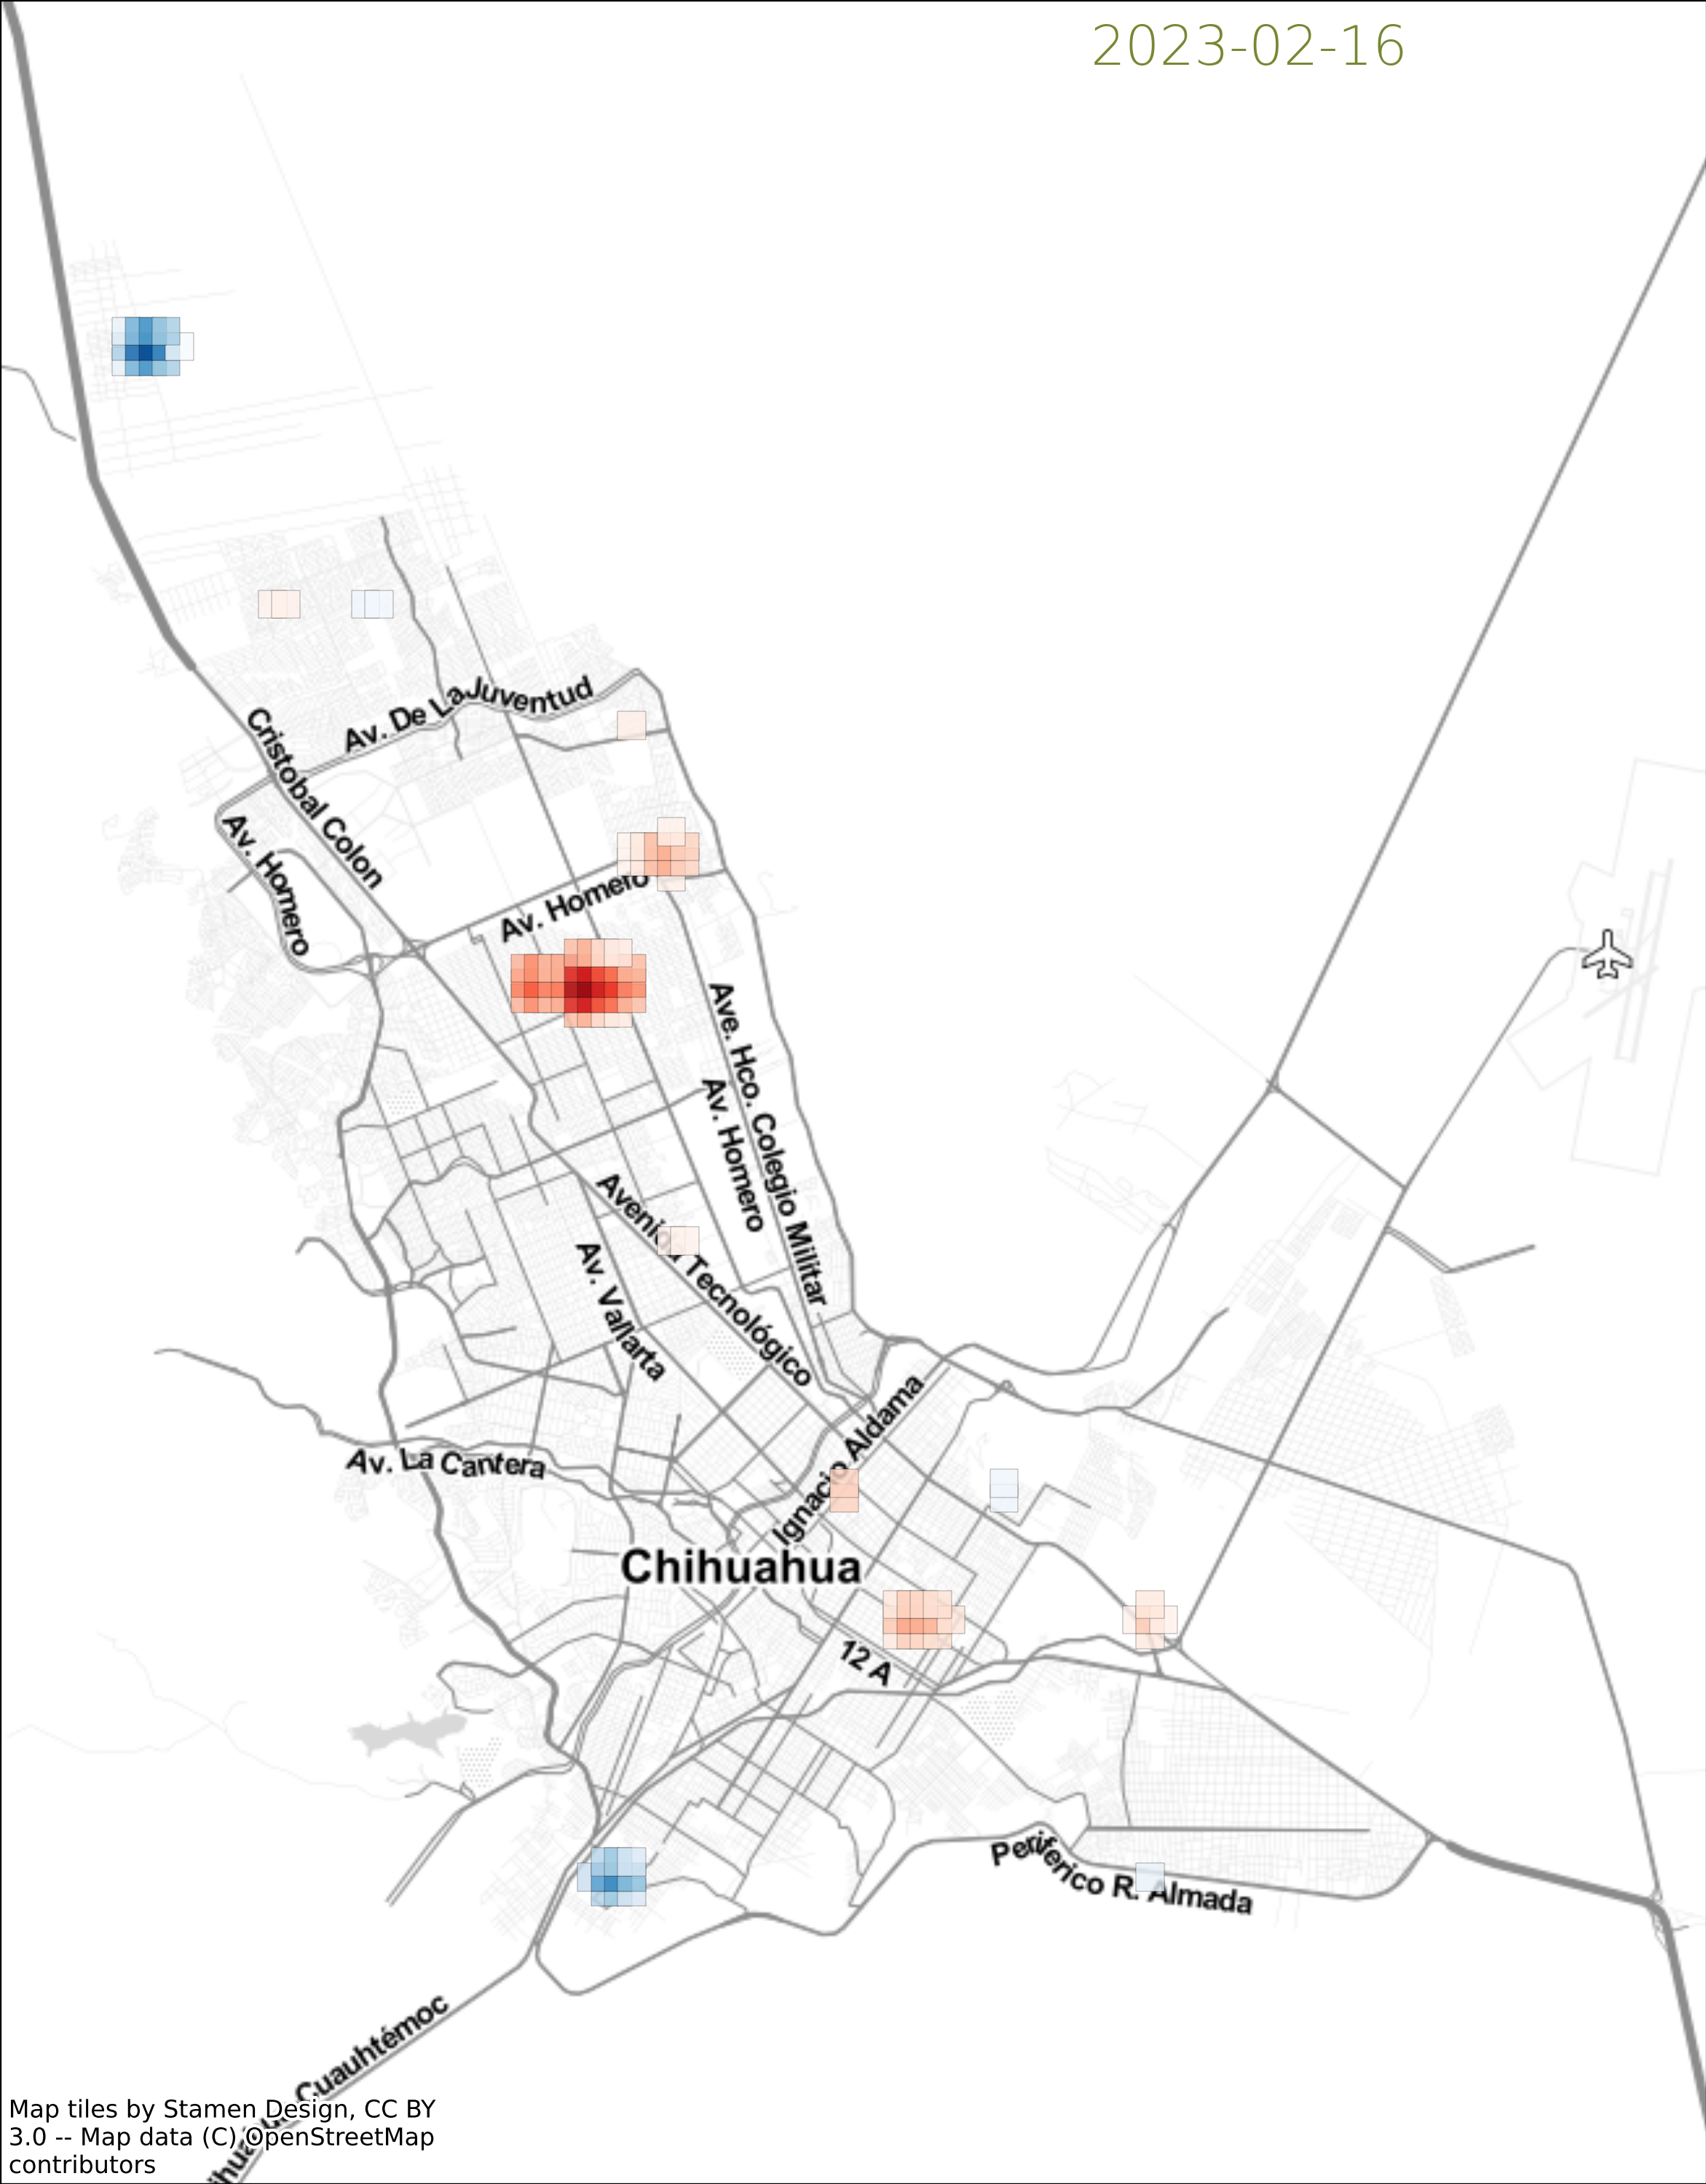 2023-02-16
Av. De La Juventud
Cristobal Colon
Av. Homero
Av. Homero
Ave. Hco. Colegio Militar
Av. Homero
Tecnológico
Av. Vallarta
Av. La Cantera
Ignacio Aldama
Chihuahua
12 A
Periferico R. Almada
Cuauhtémoc
Map tiles by Stamen Design, CC BY
3.0 -- Map data (C) OpenStreetMap
contributors